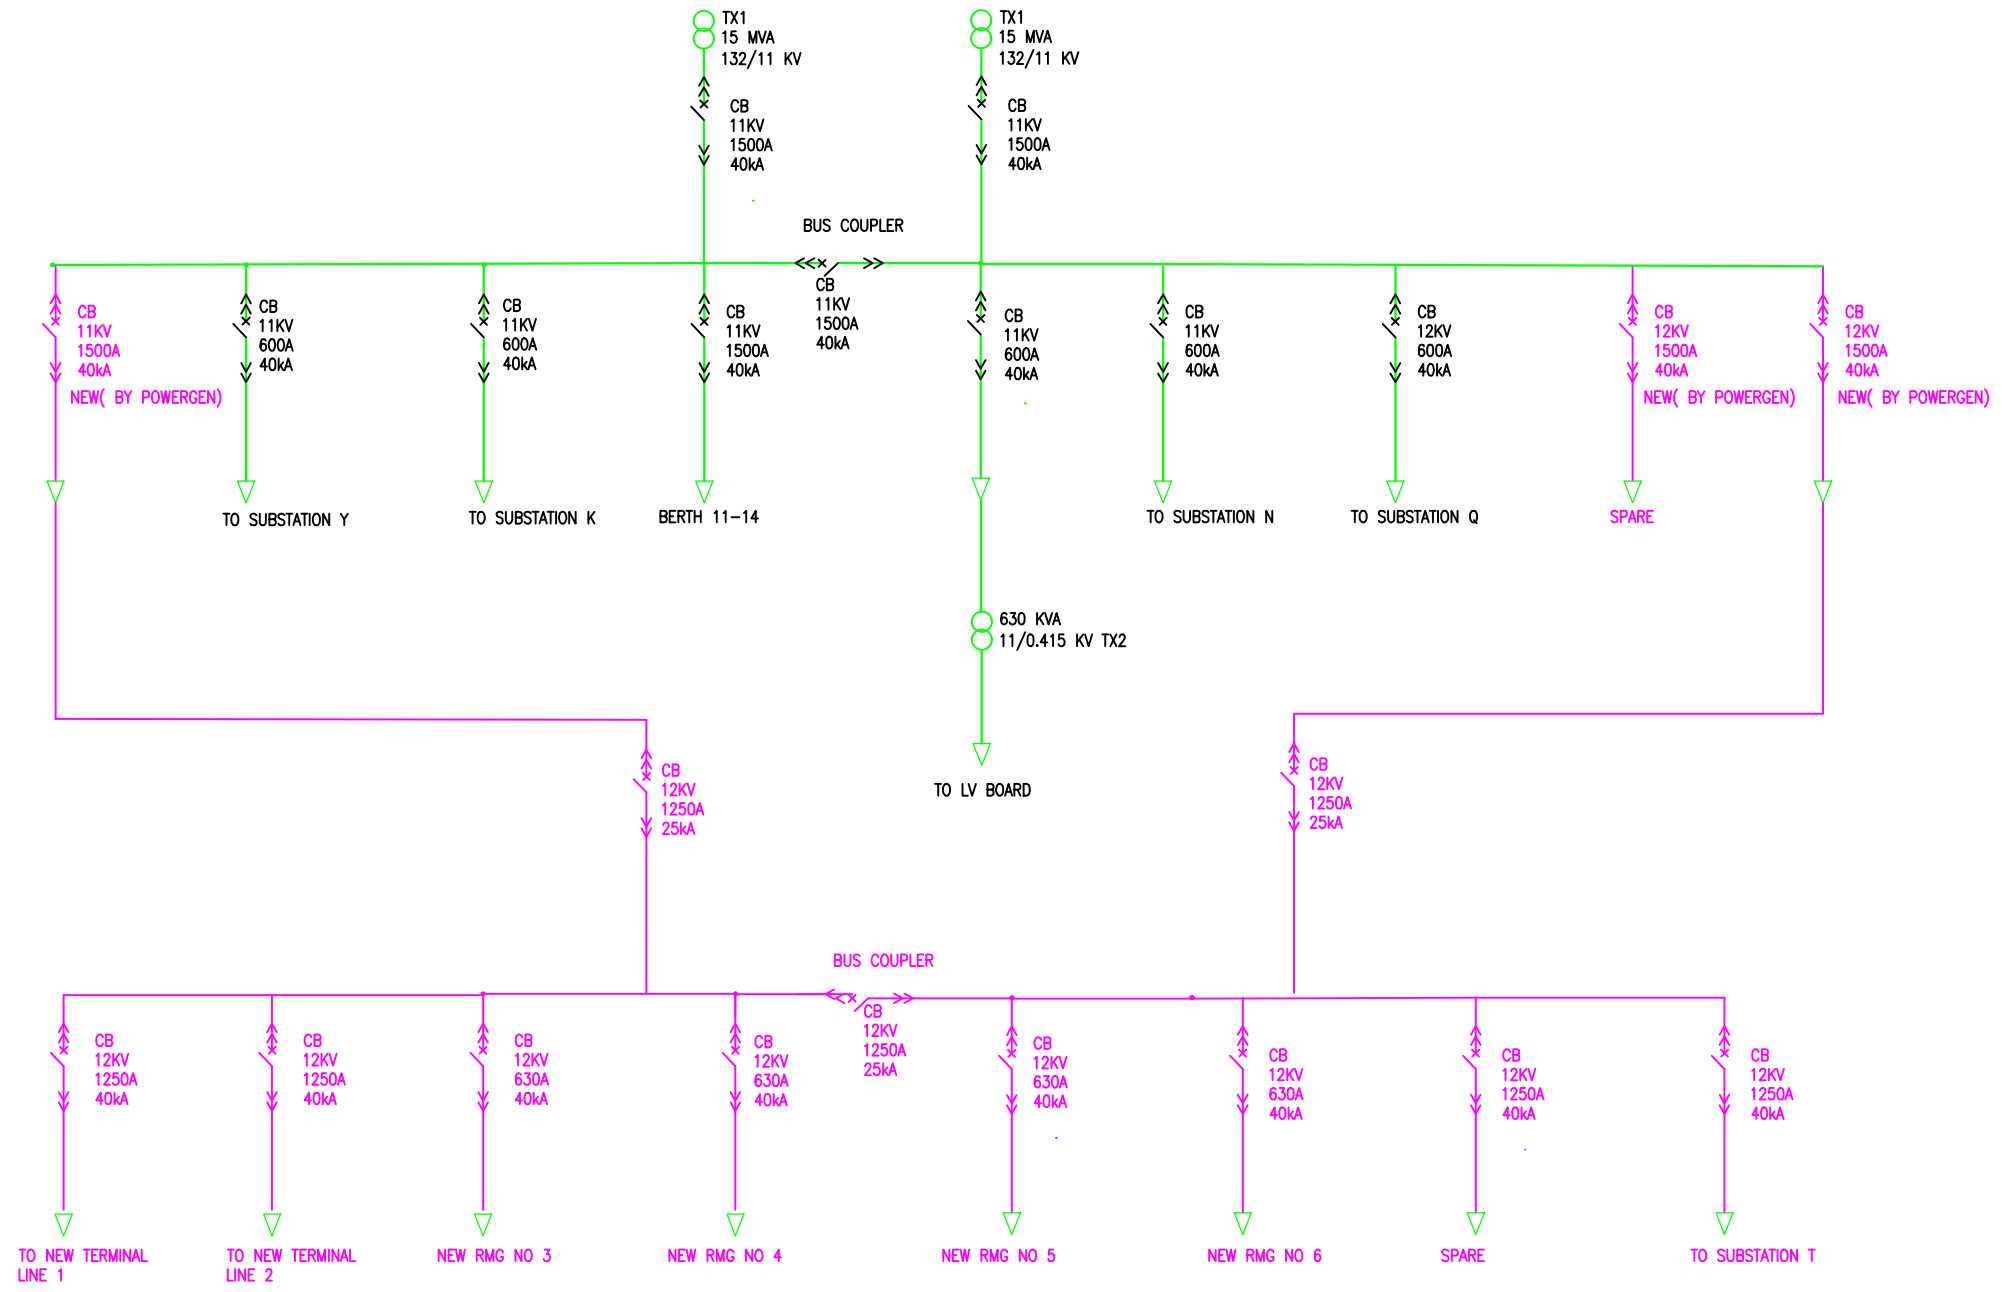 TX1
15 MVA
132/11 KV
TX1
15 MVA
132/11 KV
CB
11KV
1500A
40kA
CB
11KV
1500A
40kA
BUS COUPLER
CB
11KV
1500A
40kA
CB
11KV
1500A
40kA
NEW( BY POWERGEN)
CB
11KV
600A
40kA
CB
11KV
600A
40kA
CB
11KV
1500A
40kA
CB
11KV
600A
40kA
CB
11KV
600A
40kA
CB
12KV
600A
40kA
CB
12KV
1500A
40kA
NEW( BY POWERGEN)
CB
12KV
1500A
40kA
NEW( BY POWERGEN)
TO SUBSTATION Y
TO SUBSTATION K
BERTH 11-14
TO SUBSTATION N
TO SUBSTATION Q
SPARE
630 KVA
11/0.415 KV TX2
TO LV BOARD
CB
12KV
1250A
25kA
CB
12KV
1250A
25kA
BUS COUPLER
CB
12KV
1250A
25kA
CB
12KV
1250A
40kA
CB
12KV
1250A
40kA
CB
12KV
630A
40kA
CB
12KV
630A
40kA
CB
12KV
630A
40kA
CB
12KV
630A
40kA
CB
12KV
1250A
40kA
CB
12KV
1250A
40kA
TO NEW TERMINAL
LINE 1
TO NEW TERMINAL
LINE 2
NEW RMG NO 3
NEW RMG NO 4
NEW RMG NO 5
NEW RMG NO 6
SPARE
TO SUBSTATION T